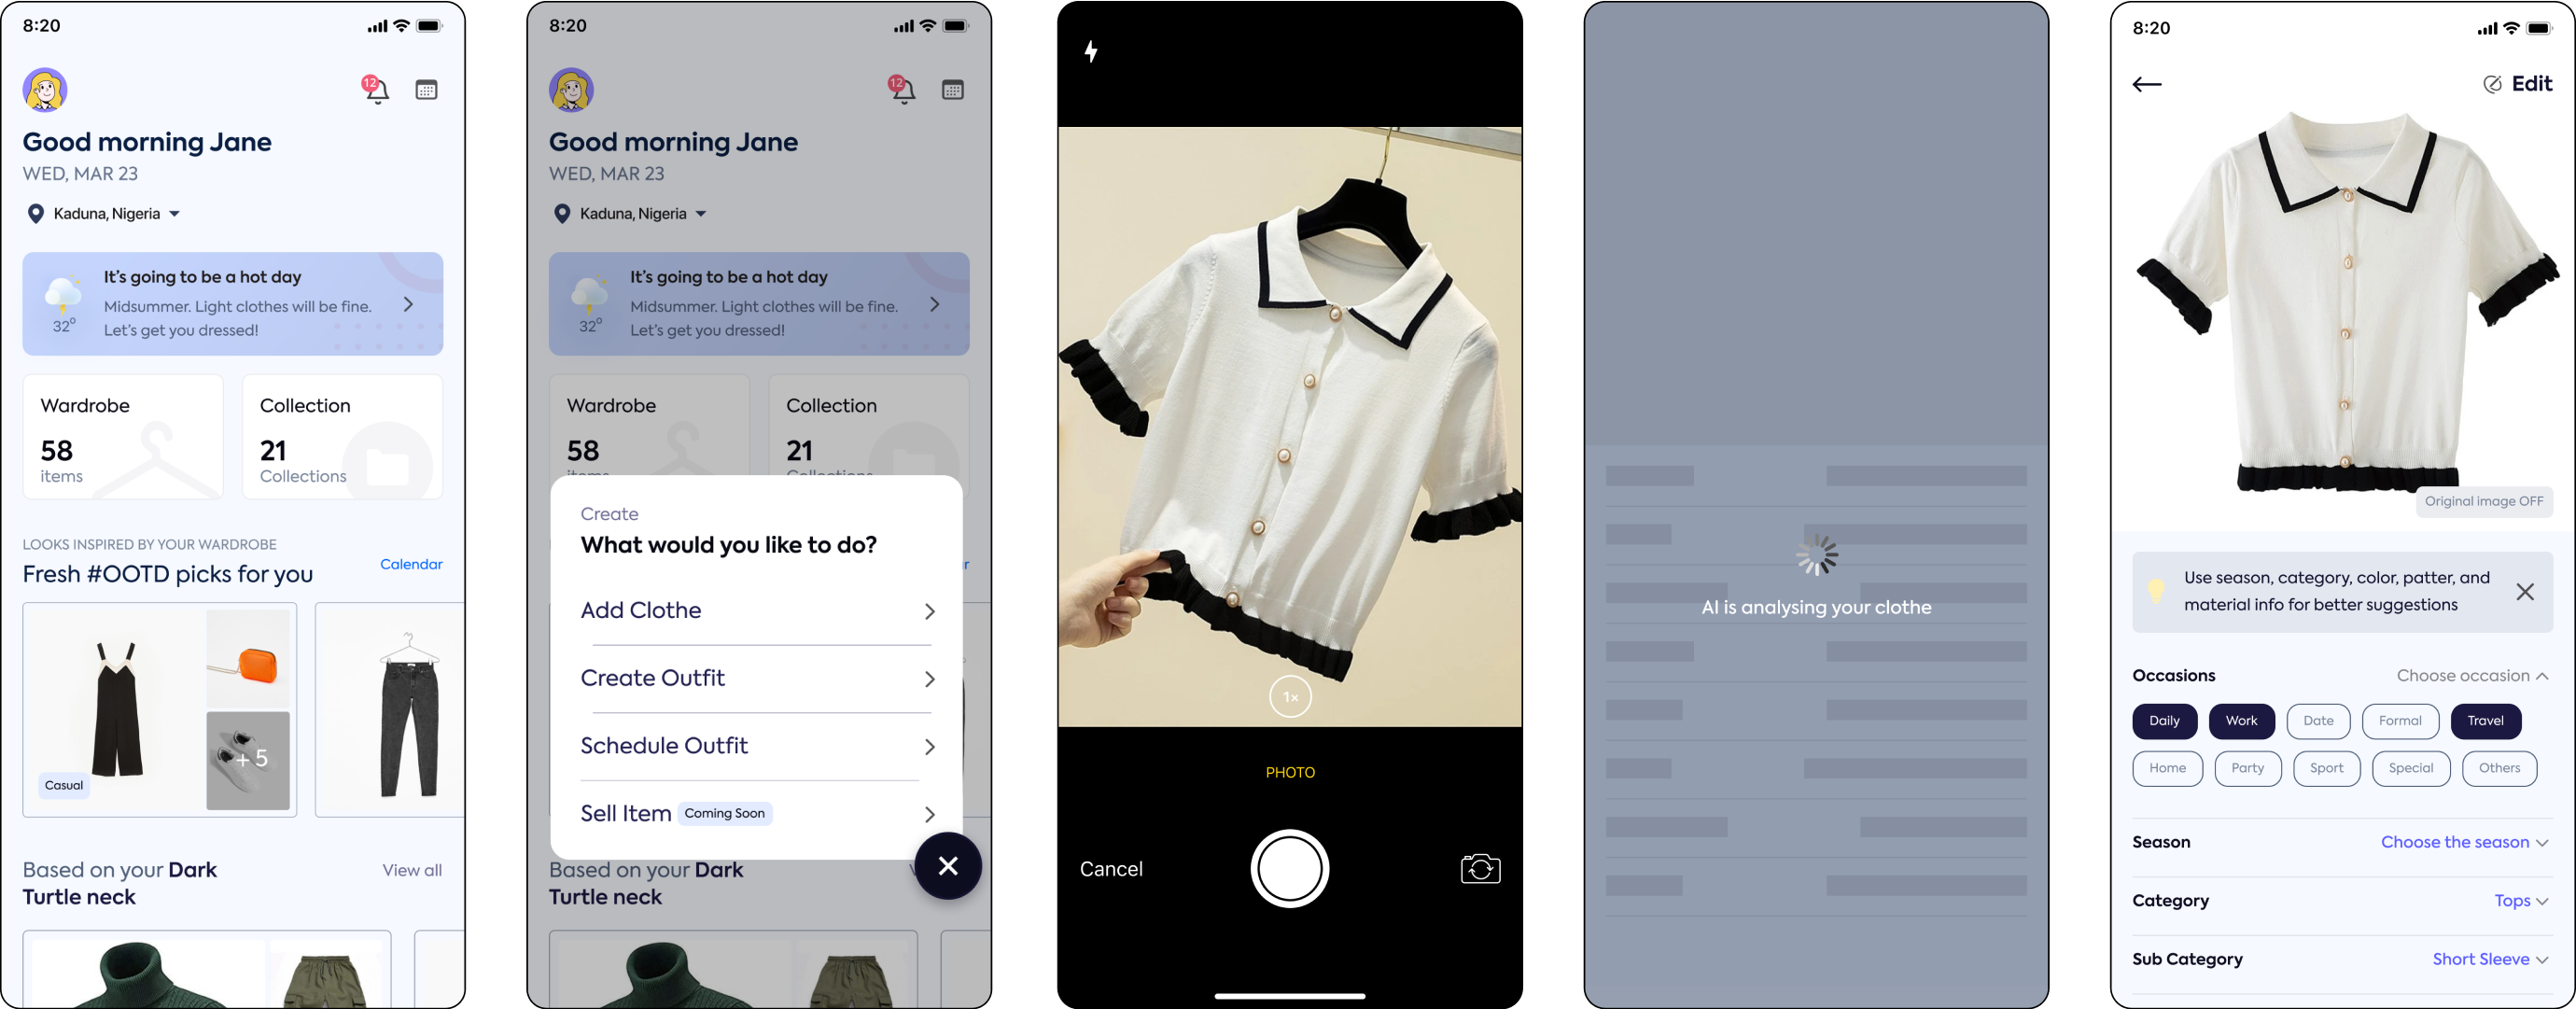 8:20
12
Good morning Jane
WED, MAR 23
Kaduna, Nigeria
It's going to be a hot day
Midsummer. Light clothes will be fine.
Let's get you dressed!
32°
Wardrobe
58
items
Collection
21
Collections
LOOKS INSPIRED BY YOUR WARDROBE
Fresh #OOTD picks for you
Calendar
+ 5
Casual
Based on your Dark
Turtle neck
View all
8:20
12
Good morning Jane
WED, MAR 23
Kaduna, Nigeria
It's going to be a hot day
Midsummer. Light clothes will be fine.
Let's get you dressed!
32°
Wardrobe
58
items
Collection
21
Collections
Create
What would you like to do?
Add Clothe
Create Outfit
Schedule Outfit
Sell Item Coming Soon
Based on your Dark
Turtle neck
1×
PHOTO
Cancel
AI is analysing your clothe
8:20
Edit
Original image OFF
Use season, category, color, patter, and
material info for better suggestions
Occasions Choose occasion
Daily Work Date Formal Travel
Home Party Sport Special Others
Season Choose the season
Category Tops
Sub Category Short Sleeve